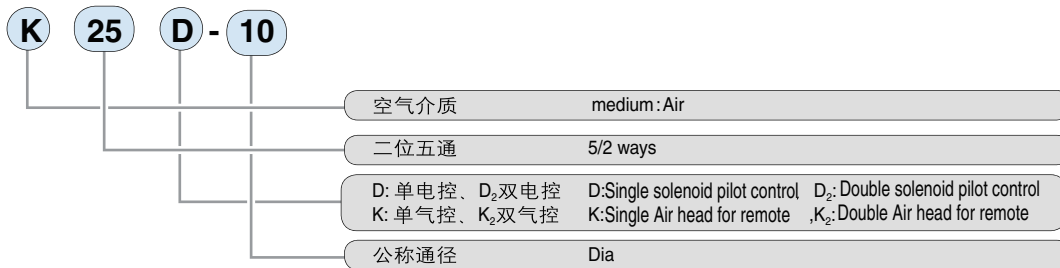 K 25 D - 10
空气介质 medium:Air
二位五通 5/2 ways
D: 单电控、D₂双电控 D:Single solenoid pilot control, D₂: Double solenoid pilot control
K: 单气控、K₂双气控 K:Single Air head for remote ,K₂:Double Air head for remote
公称通径 Dia